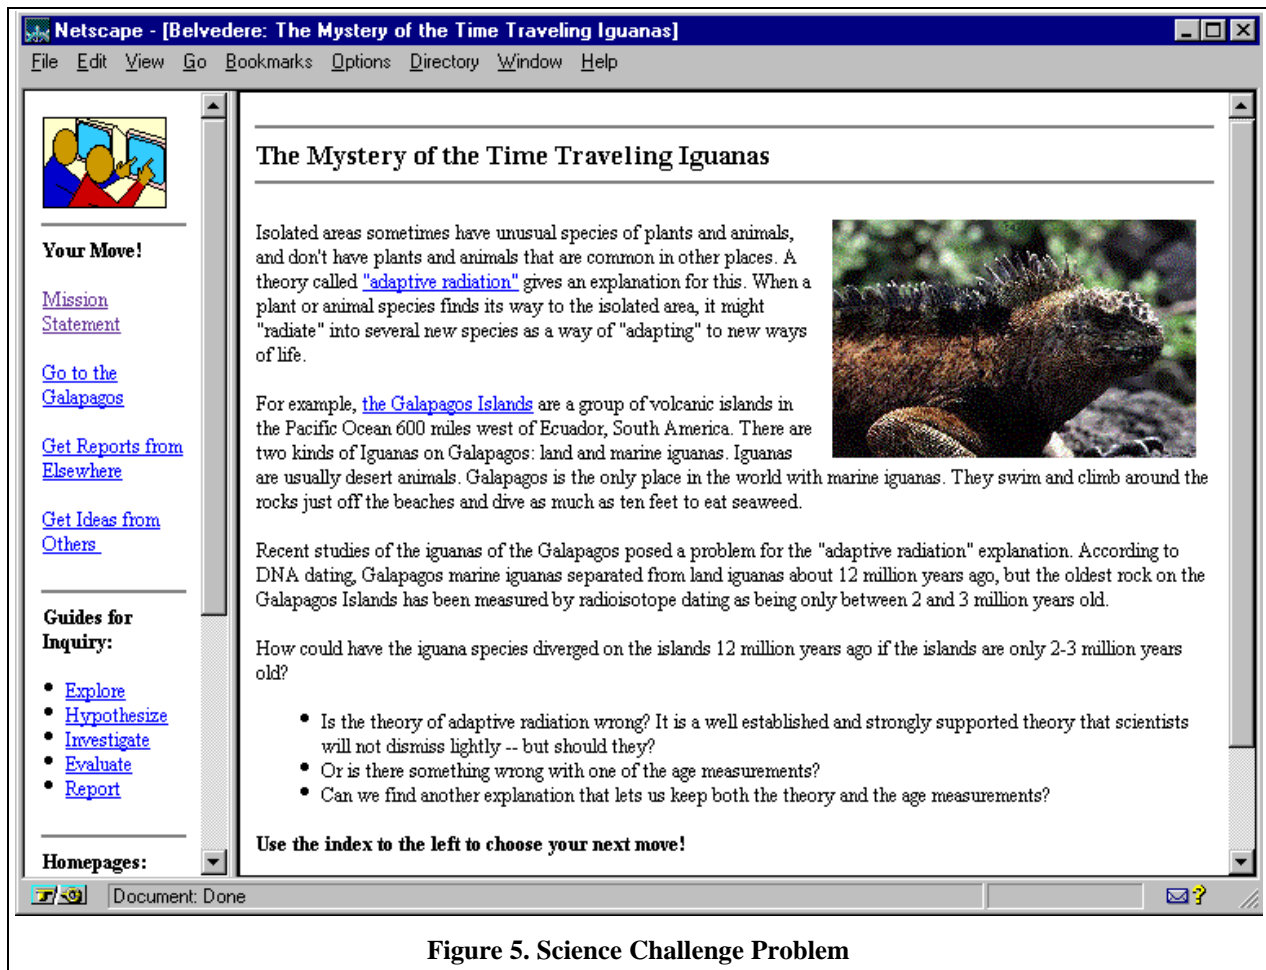 Netscape - [Belvedere: The Mystery of the Time Traveling Iguanas]
File Edit View Go Bookmarks Options Directory Window Help
Your Move!
Mission
Statement
Go to the
Galapagos
Get Reports from
Elsewhere
Get Ideas from
Others
Guides for
Inquiry:
Explore
Hypothesize
Investigate
Evaluate
Report
Homepages:
The Mystery of the Time Traveling Iguanas
Isolated areas sometimes have unusual species of plants and animals,
and don't have plants and animals that are common in other places. A
theory called "adaptive radiation" gives an explanation for this. When a
plant or animal species finds its way to the isolated area, it might
"radiate" into several new species as a way of "adapting" to new ways
of life.
For example, the Galapagos Islands are a group of volcanic islands in
the Pacific Ocean 600 miles west of Ecuador, South America. There are
two kinds of Iguanas on Galapagos: land and marine iguanas. Iguanas
are usually desert animals. Galapagos is the only place in the world with marine iguanas. They swim and climb around the
rocks just off the beaches and dive as much as ten feet to eat seaweed.
Recent studies of the iguanas of the Galapagos posed a problem for the "adaptive radiation" explanation. According to
DNA dating, Galapagos marine iguanas separated from land iguanas about 12 million years ago, but the oldest rock on the
Galapagos Islands has been measured by radioisotope dating as being only between 2 and 3 million years old.
How could have the iguana species diverged on the islands 12 million years ago if the islands are only 2-3 million years
old?
Is the theory of adaptive radiation wrong? It is a well established and strongly supported theory that scientists
will not dismiss lightly -- but should they?
Or is there something wrong with one of the age measurements?
Can we find another explanation that lets us keep both the theory and the age measurements?
Use the index to the left to choose your next move!
Document: Done
Figure 5. Science Challenge Problem